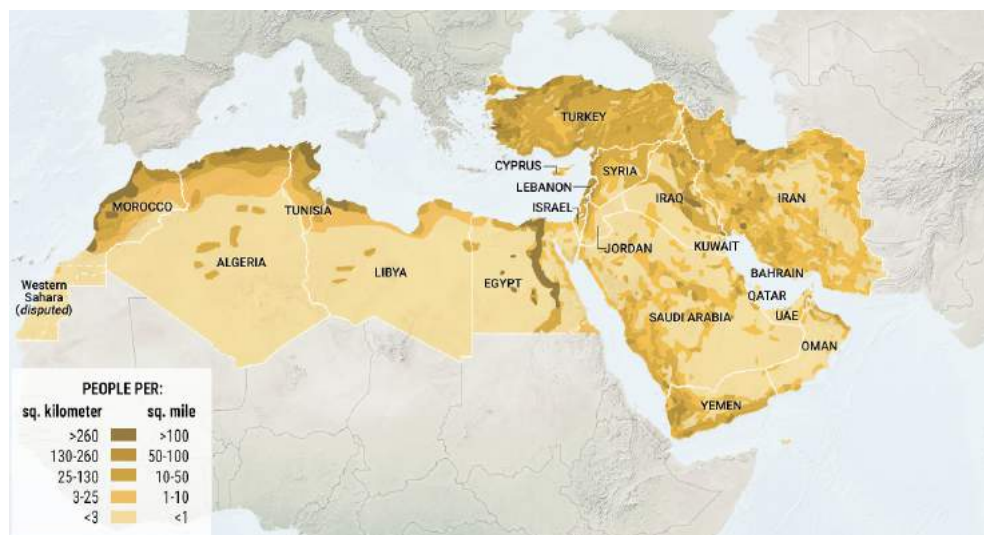 TURKEY
CYPRUS
SYRIA
LEBANON
ISRAEL
IRAQ
IRAN
MOROCCO
TUNISIA
JORDAN
KUWAIT
ALGERIA
LIBYA
EGYPT
BAHRAIN
QATAR
UAE
SAUDI ARABIA
OMAN
YEMEN
Western
Sahara
(disputed)
PEOPLE PER:
sq. kilometer sq. mile
>260 >100
130-260 50-100
25-130 10-50
3-25 1-10
<3 <1